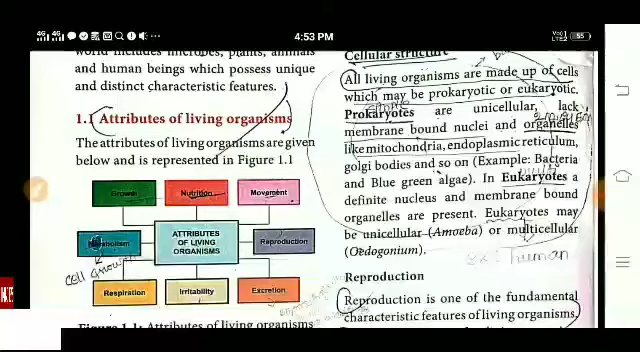 4G 4G
4:53 PM
Vo))
LTE2
55
world includes microbes, plants, animals
and human beings which possess unique
and distinct characteristic features.
1.1 Attributes of living organisms
The attributes of living organisms are given
below and is represented in Figure 1.1
Growth
Nutrition
Movement
Metabolism
ATTRIBUTES
OF LIVING
ORGANISMS
Reproduction
Cell Growth
Respiration
Irritability
Excretion
Figure 1.1: Attributes of living organisms
Cellular structure
All living organisms are made up of cells
which may be prokaryotic or eukaryotic.
Prokaryotes are unicellular, lack
membrane bound nuclei and organelles
like mitochondria, endoplasmic reticulum,
golgi bodies and so on (Example: Bacteria
and Blue green algae). In Eukaryotes a
definite nucleus and membrane bound
organelles are present. Eukaryotes may
be unicellular (Amoeba) or multicellular
(Oedogonium).
Ex: Human
Reproduction
Reproduction is one of the fundamental
characteristic features of living organisms.